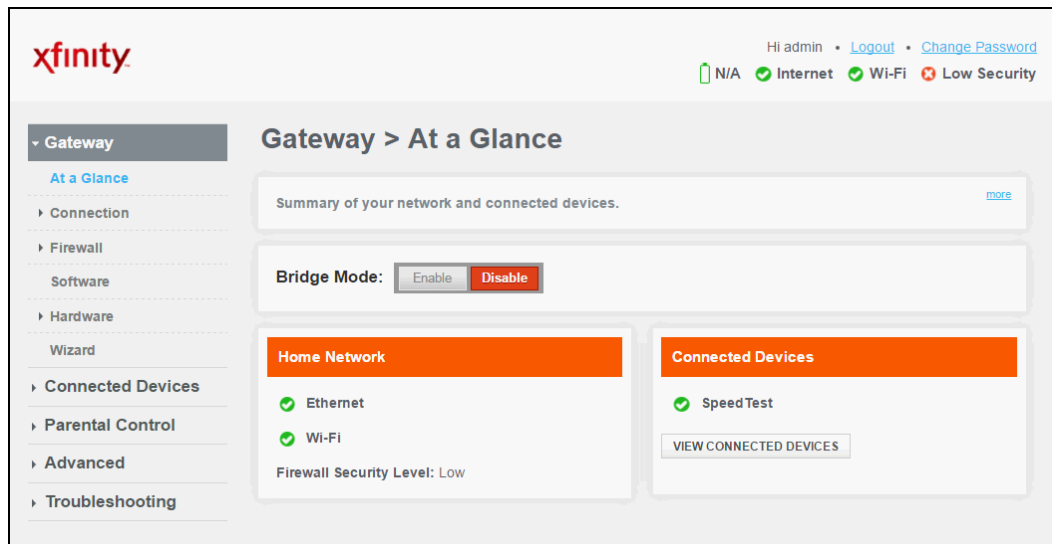 xfinity
Hi admin • Logout • Change Password
N/A Internet Wi-Fi Low Security
Gateway
At a Glance
Connection
Firewall
Software
Hardware
Wizard
Connected Devices
Parental Control
Advanced
Troubleshooting
Gateway > At a Glance
Summary of your network and connected devices.
more
Bridge Mode: Enable Disable
Home Network
Ethernet
Wi-Fi
Firewall Security Level: Low
Connected Devices
SpeedTest
VIEW CONNECTED DEVICES